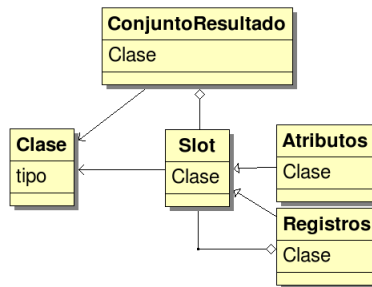 ConjuntoResultado
Clase
Clase
tipo
Slot
Clase
Atributos
Clase
Registros
Clase